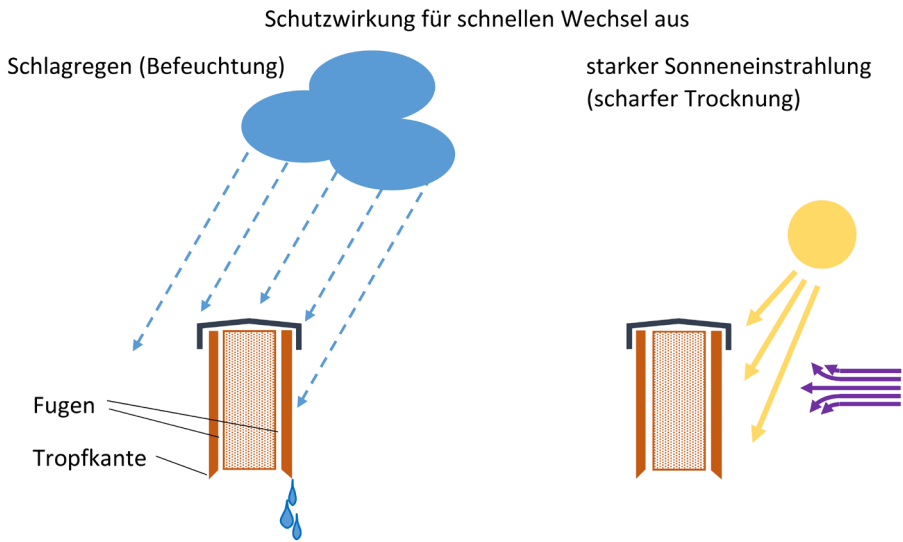 Schutzwirkung für schnellen Wechsel aus
Schlagregen (Befeuchtung)
starker Sonneneinstrahlung
(scharfer Trocknung)
Fugen
Tropfkante